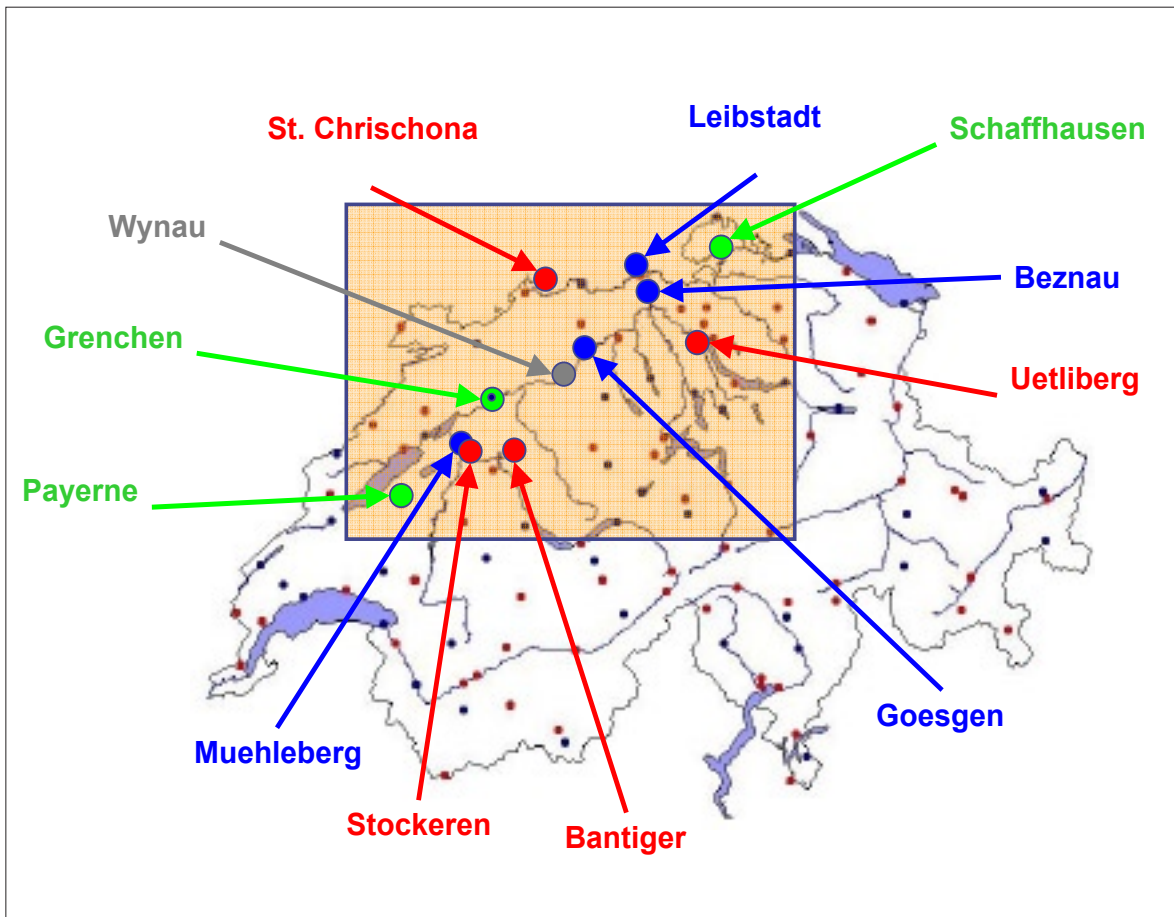 Leibstadt
St. Chrischona
Schaffhausen
Wynau
Beznau
Grenchen
Uetliberg
Payerne
Goesgen
Muehleberg
Stockeren
Bantiger